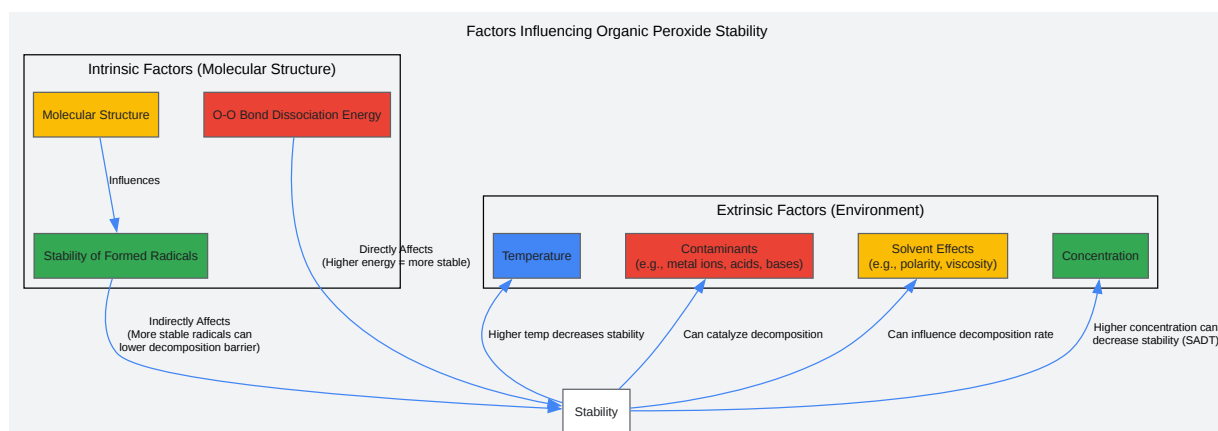 Factors Influencing Organic Peroxide Stability
Intrinsic Factors (Molecular Structure)
Molecular Structure
O-O Bond Dissociation Energy
Influences
Stability of Formed Radicals
Directly Affects
(Higher energy = more stable)
Extrinsic Factors (Environment)
Temperature
Contaminants
(e.g., metal ions, acids, bases)
Solvent Effects
(e.g., polarity, viscosity)
Concentration
Indirectly Affects
(More stable radicals can
lower decomposition barrier)
Higher temp decreases stability
Can catalyze decomposition
Can influence decomposition rate
Higher concentration can
decrease stability (SADT)
Stability